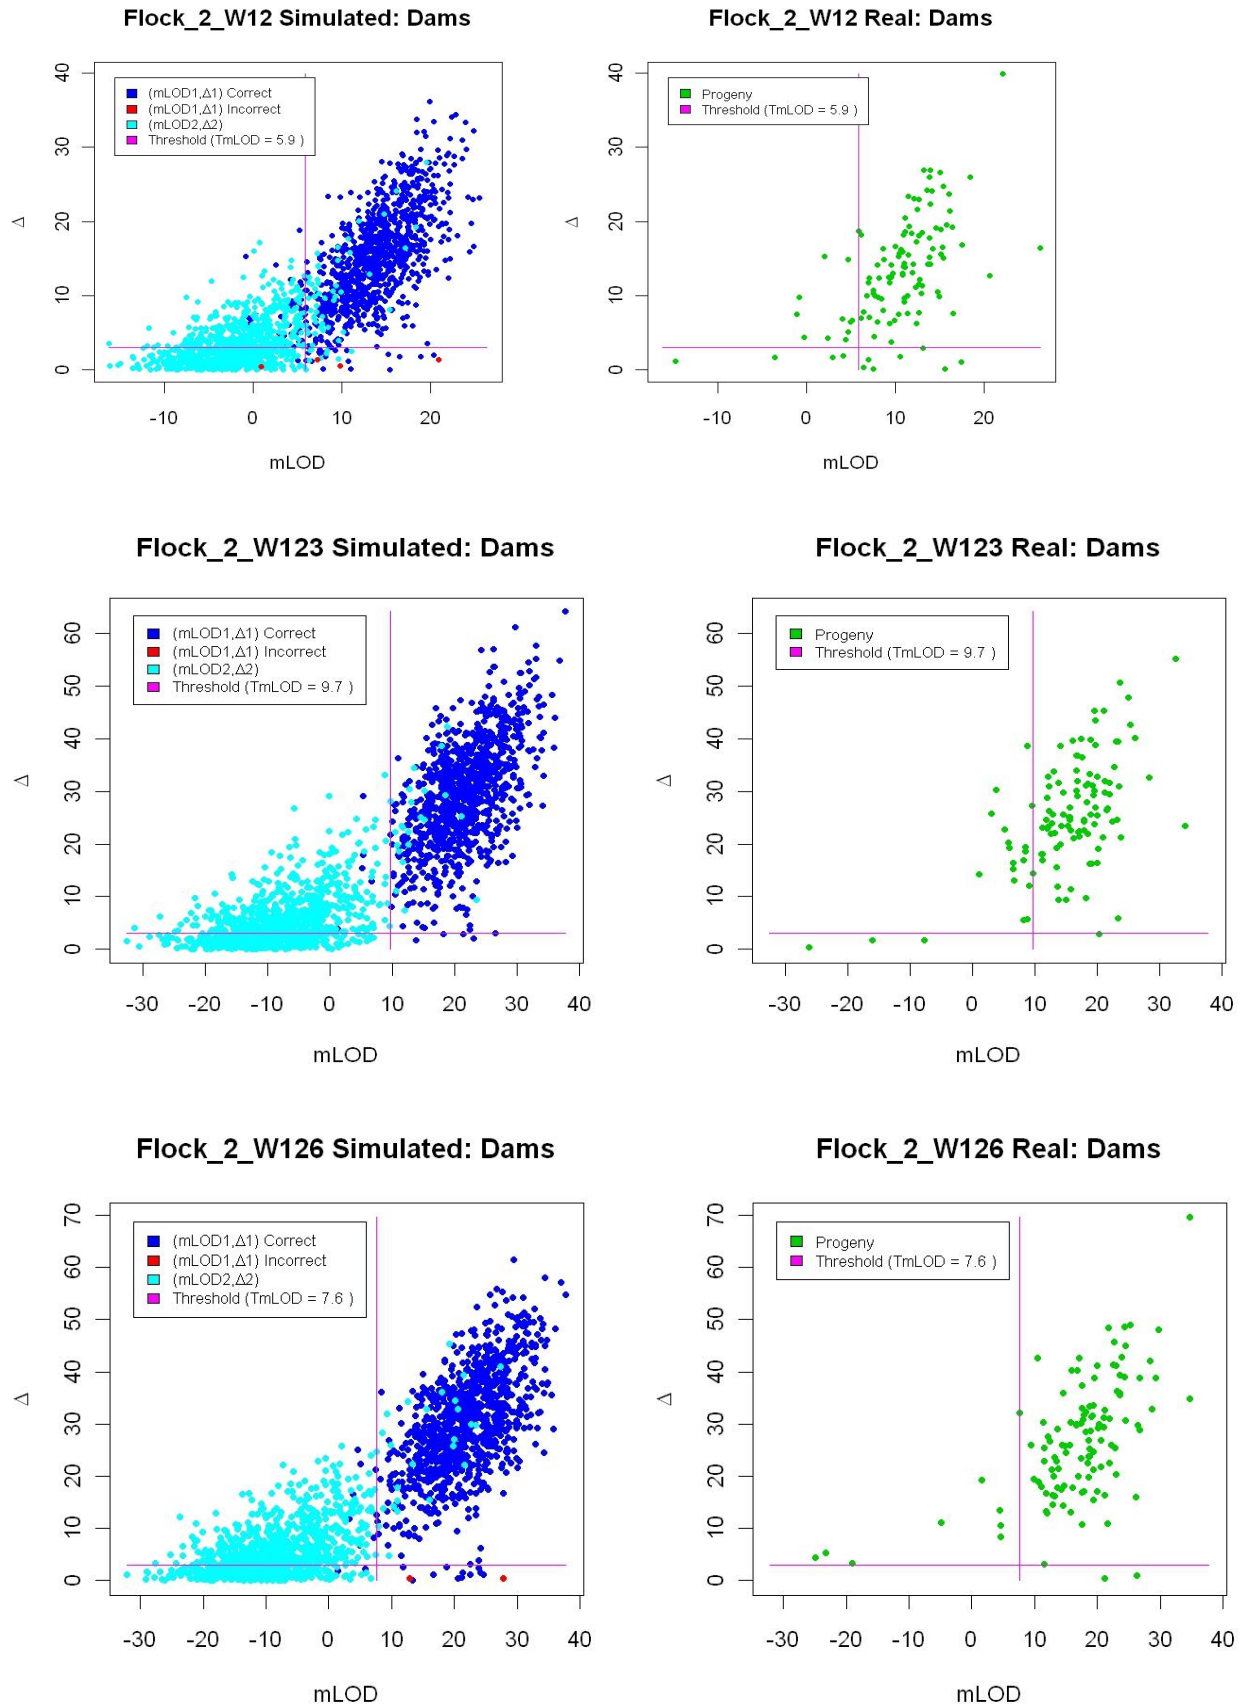 Flock_2_W12 Simulated: Dams
(mLOD1,Δ1) Correct
(mLOD1,Δ1) Incorrect
(mLOD2,Δ2)
Threshold (TmLOD = 5.9 )
40
30
20
10
0
Δ
-10 0 10 20
mLOD
Flock_2_W12 Real: Dams
Progeny
Threshold (TmLOD = 5.9 )
40
30
20
10
0
Δ
-10 0 10 20
mLOD
Flock_2_W123 Simulated: Dams
(mLOD1,Δ1) Correct
(mLOD1,Δ1) Incorrect
(mLOD2,Δ2)
Threshold (TmLOD = 9.7 )
60
50
40
30
20
10
0
Δ
-30 -20 -10 0 10 20 30 40
mLOD
Flock_2_W123 Real: Dams
Progeny
Threshold (TmLOD = 9.7 )
60
50
40
30
20
10
0
Δ
-30 -20 -10 0 10 20 30 40
mLOD
Flock_2_W126 Simulated: Dams
(mLOD1,Δ1) Correct
(mLOD1,Δ1) Incorrect
(mLOD2,Δ2)
Threshold (TmLOD = 7.6 )
70
60
50
40
30
20
10
0
Δ
-30 -20 -10 0 10 20 30 40
mLOD
Flock_2_W126 Real: Dams
Progeny
Threshold (TmLOD = 7.6 )
70
60
50
40
30
20
10
0
Δ
-30 -20 -10 0 10 20 30 40
mLOD